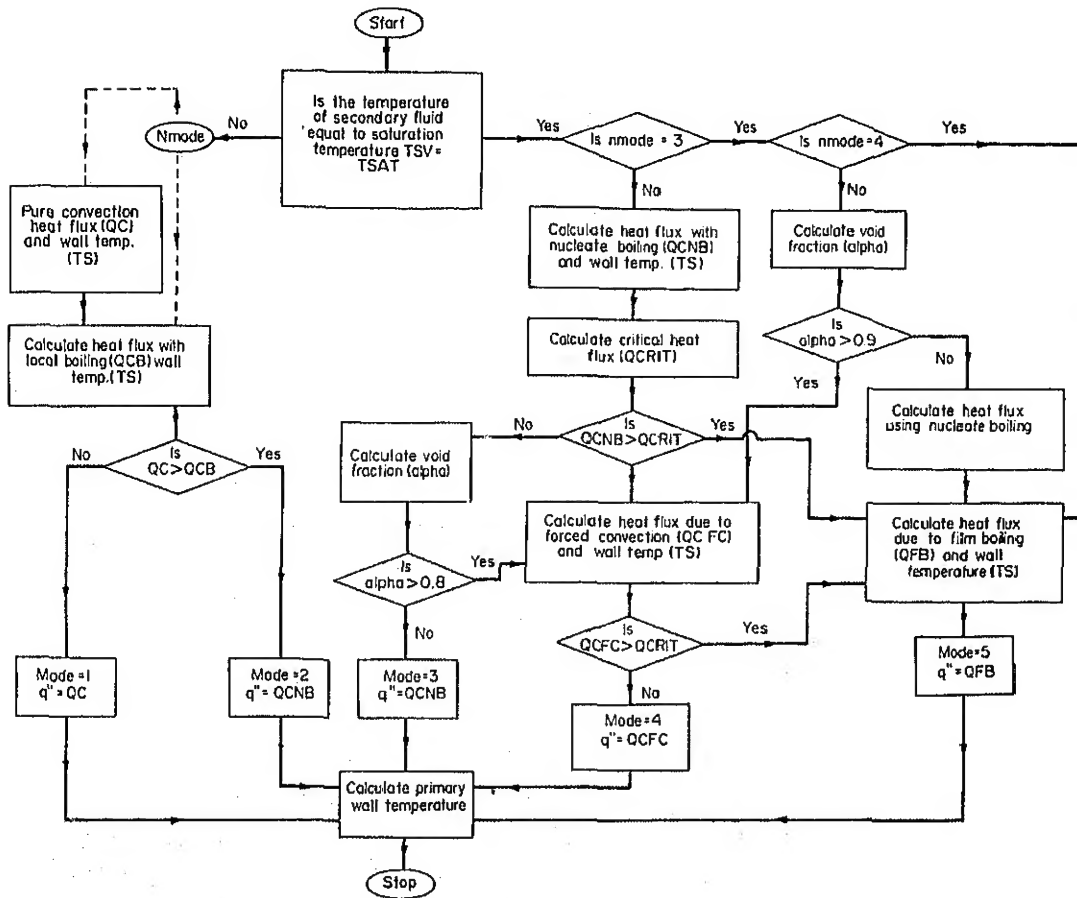 Start
Is the temperature
of secondary fluid
equal to saturation
temperature TSV=
TSAT
No
Nmode
Yes
Is nmode = 3
Yes
Is nmode=4
Yes
No
No
Pure convection
heat flux (QC)
and wall temp.
(TS)
Calculate heat flux with
nucleate boiling (QCNB)
and wall temp. (TS)
Calculate void
fraction (alpha)
Calculate heat flux with
local boiling (QCB) wall
temp. (TS)
Calculate critical heat
flux (QCRIT)
Is
alpha>0.9
No
Yes
Calculate heat flux
using nucleate boiling
No
Is
QC>QCB
Yes
No
Is
QCNB>QCRIT
Yes
Calculate void
fraction (alpha)
Calculate heat flux due to
forced convection (QC FC)
and wall temp (TS)
Calculate heat flux
due to film boiling
(QFB) and wall
temperature (TS)
Is
alpha>0.8
Yes
No
Is
QCFC>QCRIT
Yes
No
Mode =1
q"=QC
Mode=2
q"=QCNB
Mode=3
q"=QCNB
Mode=4
q"=QCFC
Mode=5
q"=QFB
Calculate primary
wall temperature
Stop